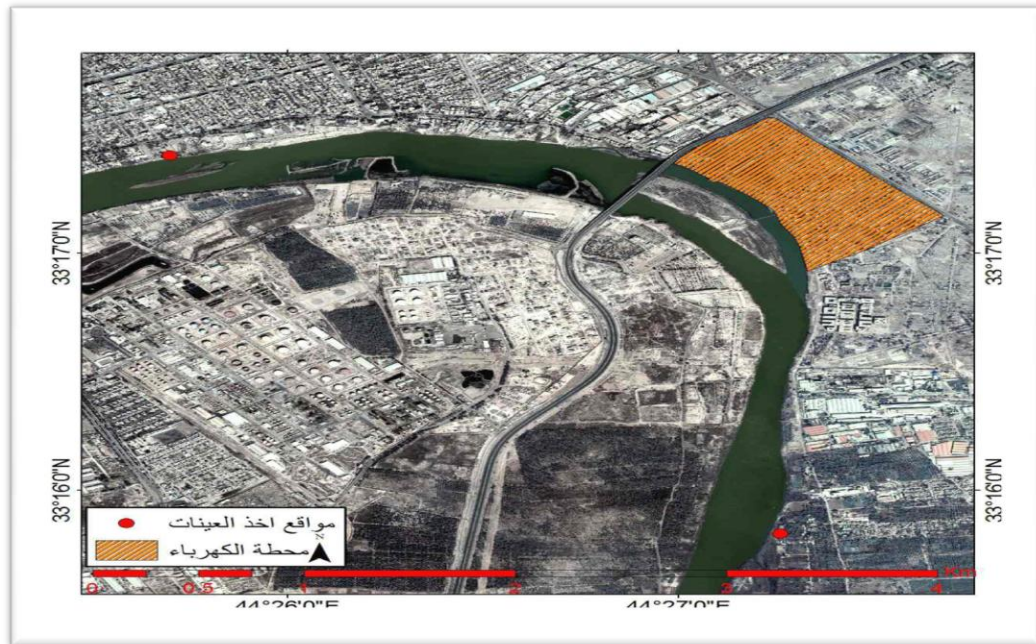 33°17'0"N
33°17'0"N
33°16'0"N
33°16'0"N
مواقع اخذ العينات
N
محطة الكهرباء
0 0.5 1 2 3 4 Km
44°26'0"E 44°27'0"E